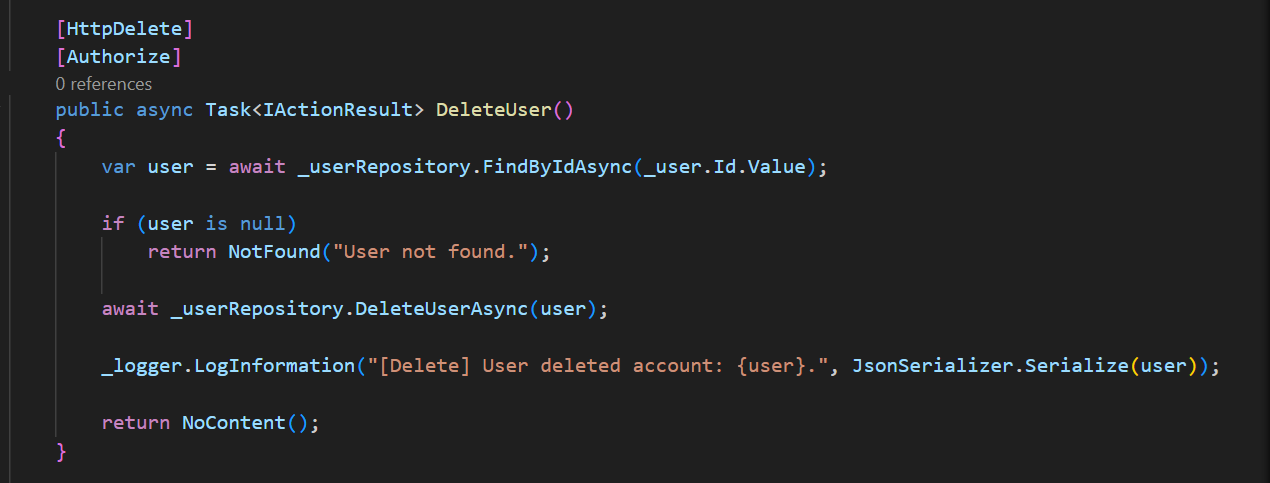 [HttpDelete]
[Authorize]
0 references
public async Task<IActionResult> DeleteUser()
{
var user = await _userRepository.FindByIdAsync(_user.Id.Value);
if (user is null)
return NotFound("User not found.");
await _userRepository.DeleteUserAsync(user);
_logger.LogInformation("[Delete] User deleted account: {user}.", JsonSerializer.Serialize(user));
return NoContent();
}